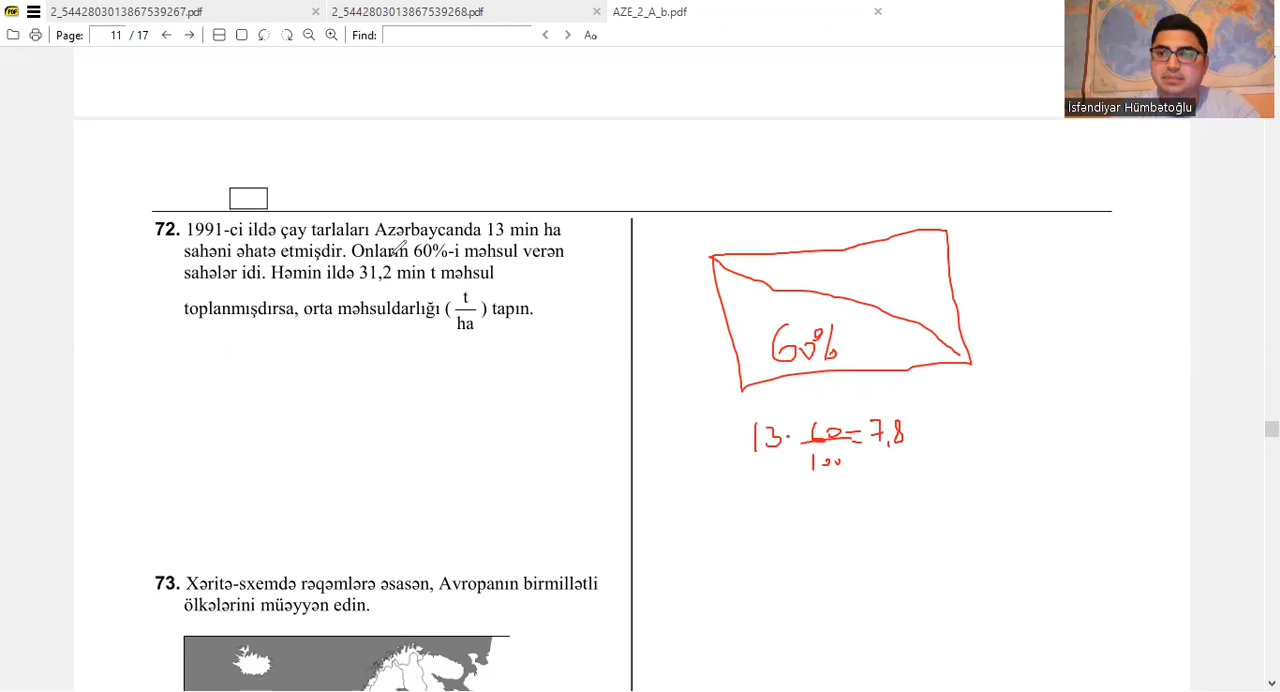 2_5442803013867539267.pdf
2_5442803013867539268.pdf
AZE_2_A_b.pdf
Page: 11 / 17
Find:
İsfəndiyar Hümbətoğlu
72. 1991-ci ildə çay tarlaları Azərbaycanda 13 min ha
sahəni əhatə etmişdir. Onların 60%-i məhsul verən
sahələr idi. Həmin ildə 31,2 min t məhsul
toplanmışdırsa, orta məhsuldarlığı ( t/ha ) tapın.
60%
13 · 60/100 = 7,8
73. Xəritə-sxemdə rəqəmlərə əsasən, Avropanın birmillətli
ölkələrini müəyyən edin.